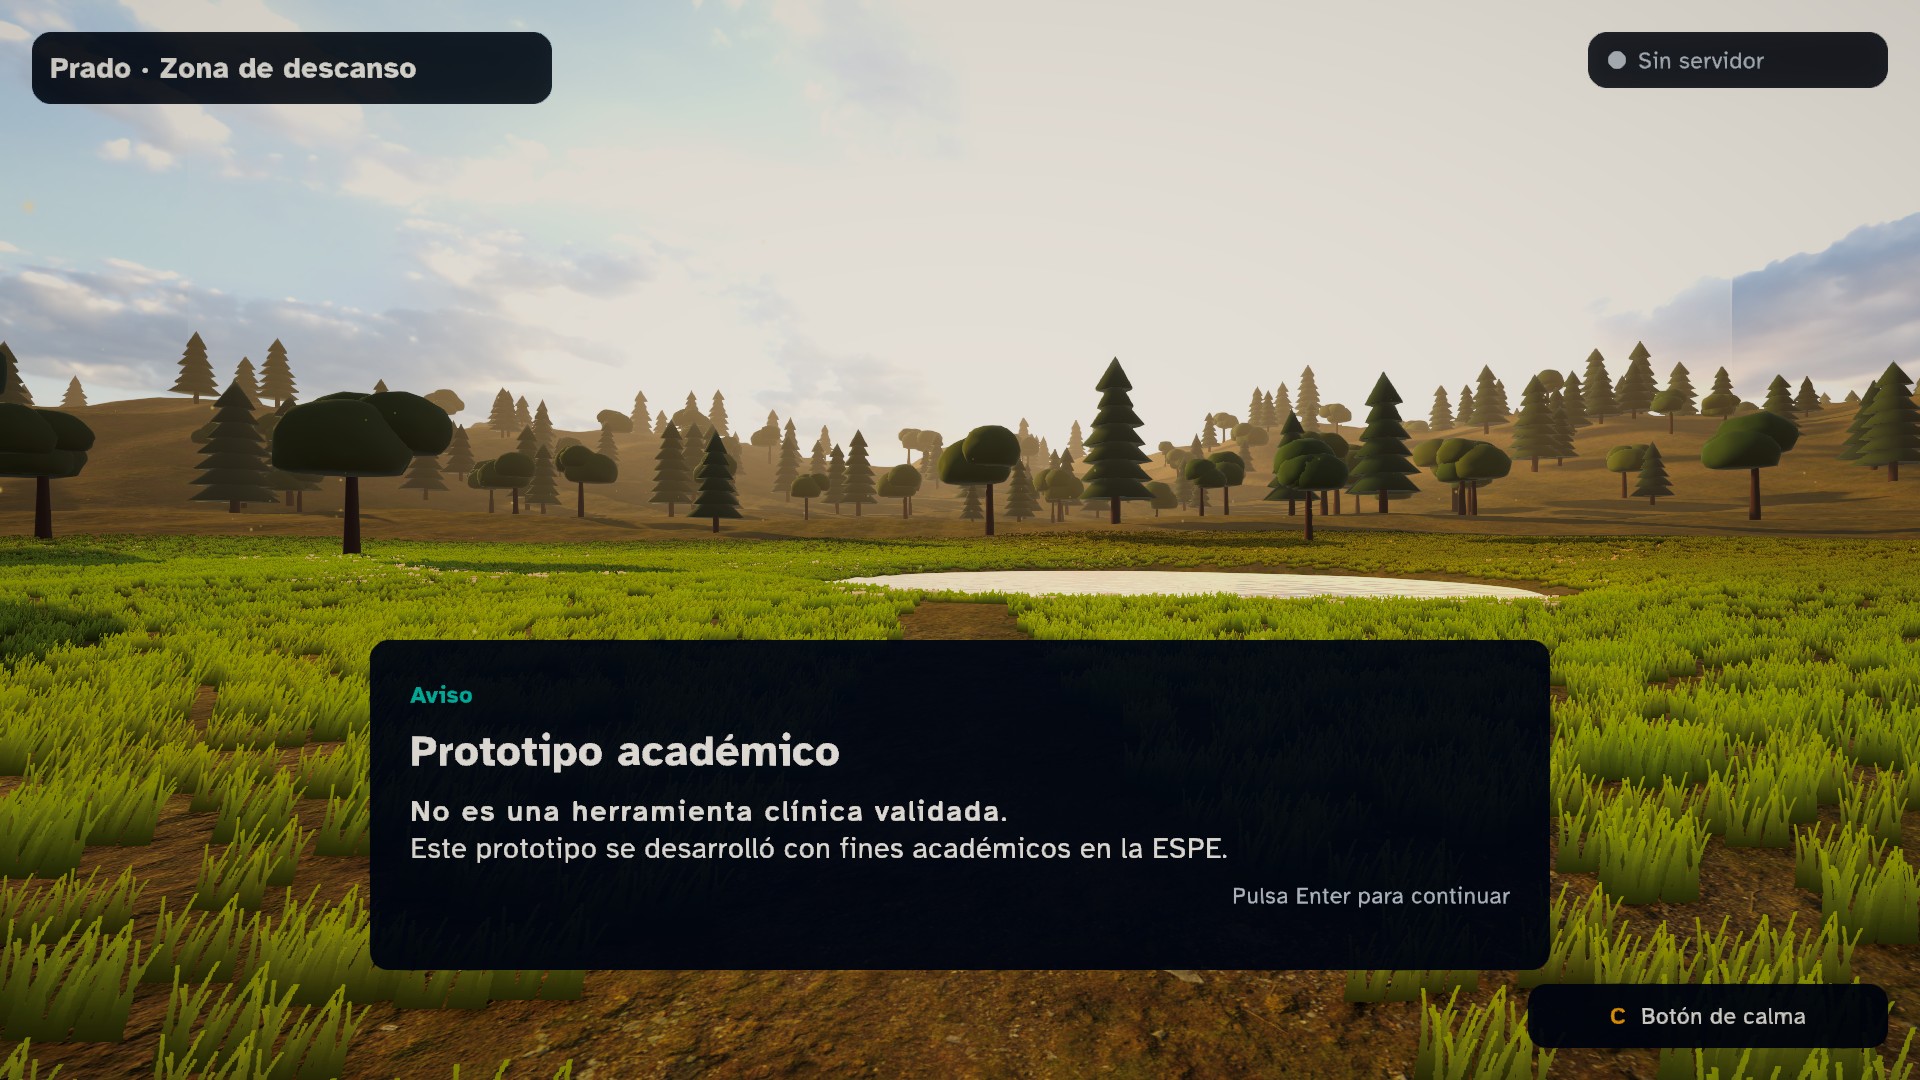 Prado · Zona de descanso
Sin servidor
Aviso
Prototipo académico
No es una herramienta clínica validada.
Este prototipo se desarrolló con fines académicos en la ESPE.
Pulsa Enter para continuar
C Botón de calma